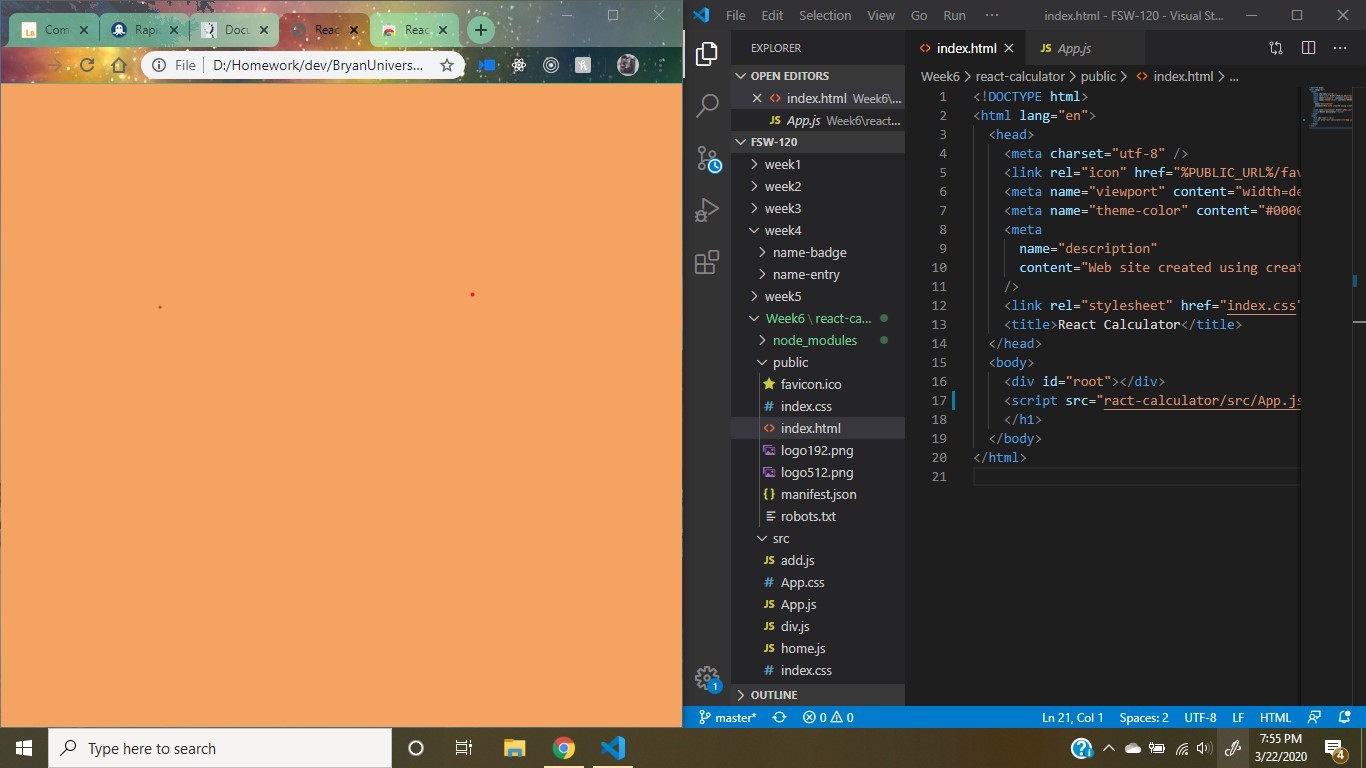 Com
Rapi
Docu
Reac
Reac
File
D:/Homework/dev/BryanUnivers...
File Edit Selection View Go Run ···
index.html - FSW-120 - Visual St...
EXPLORER
OPEN EDITORS
index.html Week6\...
JS App.js Week6\react...
FSW-120
week1
week2
week3
week4
name-badge
name-entry
week5
Week6 \ react-ca...
node_modules
public
favicon.ico
# index.css
<> index.html
logo192.png
logo512.png
{} manifest.json
robots.txt
src
JS add.js
# App.css
JS App.js
JS div.js
JS home.js
# index.css
OUTLINE
<> index.html
JS App.js
Week6 > react-calculator > public > <> index.html > ...
1 <!DOCTYPE html>
2 <html lang="en">
3 <head>
4 <meta charset="utf-8" />
5 <link rel="icon" href="%PUBLIC_URL%/fav
6 <meta name="viewport" content="width=de
7 <meta name="theme-color" content="#0000
8 <meta
9 name="description"
10 content="Web site created using creat
11 />
12 <link rel="stylesheet" href="index.css"
13 <title>React Calculator</title>
14 </head>
15 <body>
16 <div id="root"></div>
17 <script src="ract-calculator/src/App.js
18 </h1>
19 </body>
20 </html>
21
1
master*
0 0
Ln 21, Col 1 Spaces: 2 UTF-8 LF HTML
Type here to search
7:55 PM
3/22/2020
4